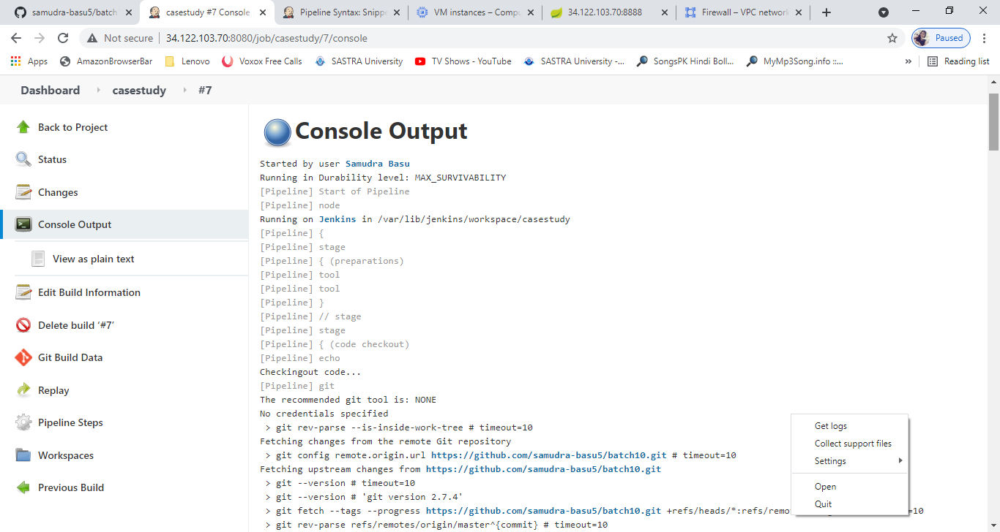 samudra-basu5/batch
casestudy #7 Console
Pipeline Syntax: Snippe
VM instances – Compu
34.122.103.70:8888
Firewall – VPC network
Not secure
34.122.103.70:8080/job/casestudy/7/console
Paused
Apps
AmazonBrowserBar
Lenovo
Voxox Free Calls
SASTRA University
TV Shows - YouTube
SASTRA University -...
SongsPK Hindi Boll...
MyMp3Song.info ::...
»
Reading list
Dashboard
casestudy
#7
Back to Project
Status
Changes
Console Output
View as plain text
Edit Build Information
Delete build ‘#7’
Git Build Data
Replay
Pipeline Steps
Workspaces
Previous Build
Console Output
Started by user Samudra Basu
Running in Durability level: MAX_SURVIVABILITY
[Pipeline] Start of Pipeline
[Pipeline] node
Running on Jenkins in /var/lib/jenkins/workspace/casestudy
[Pipeline] {
[Pipeline] stage
[Pipeline] { (preparations)
[Pipeline] tool
[Pipeline] tool
[Pipeline] }
[Pipeline] // stage
[Pipeline] stage
[Pipeline] { (code checkout)
[Pipeline] echo
Checkingout code...
[Pipeline] git
The recommended git tool is: NONE
No credentials specified
> git rev-parse --is-inside-work-tree # timeout=10
Fetching changes from the remote Git repository
> git config remote.origin.url https://github.com/samudra-basu5/batch10.git # timeout=10
Fetching upstream changes from https://github.com/samudra-basu5/batch10.git
> git --version # timeout=10
> git --version # 'git version 2.7.4'
> git fetch --tags --progress https://github.com/samudra-basu5/batch10.git +refs/heads/*:refs/remo =10
> git rev-parse refs/remotes/origin/master^{commit} # timeout=10
Get logs
Collect support files
Settings
Open
Quit